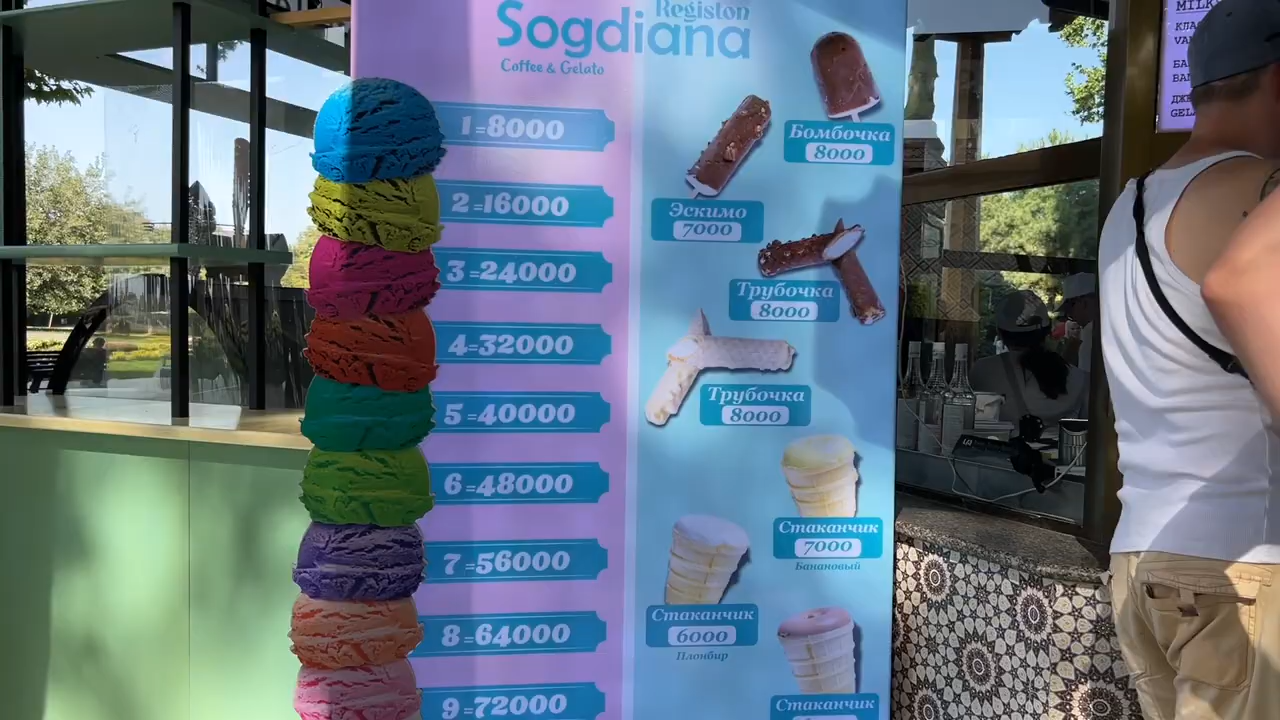 Registon
Sogdiana
Coffee & Gelato
1=8000
2=16000
3=24000
4=32000
5=40000
6=48000
7=56000
8=64000
9=72000
Бомбочка
8000
Эскимо
7000
Трубочка
8000
Трубочка
8000
Стаканчик
7000
Банановый
Стаканчик
6000
Пломбир
Стаканчик
MILK